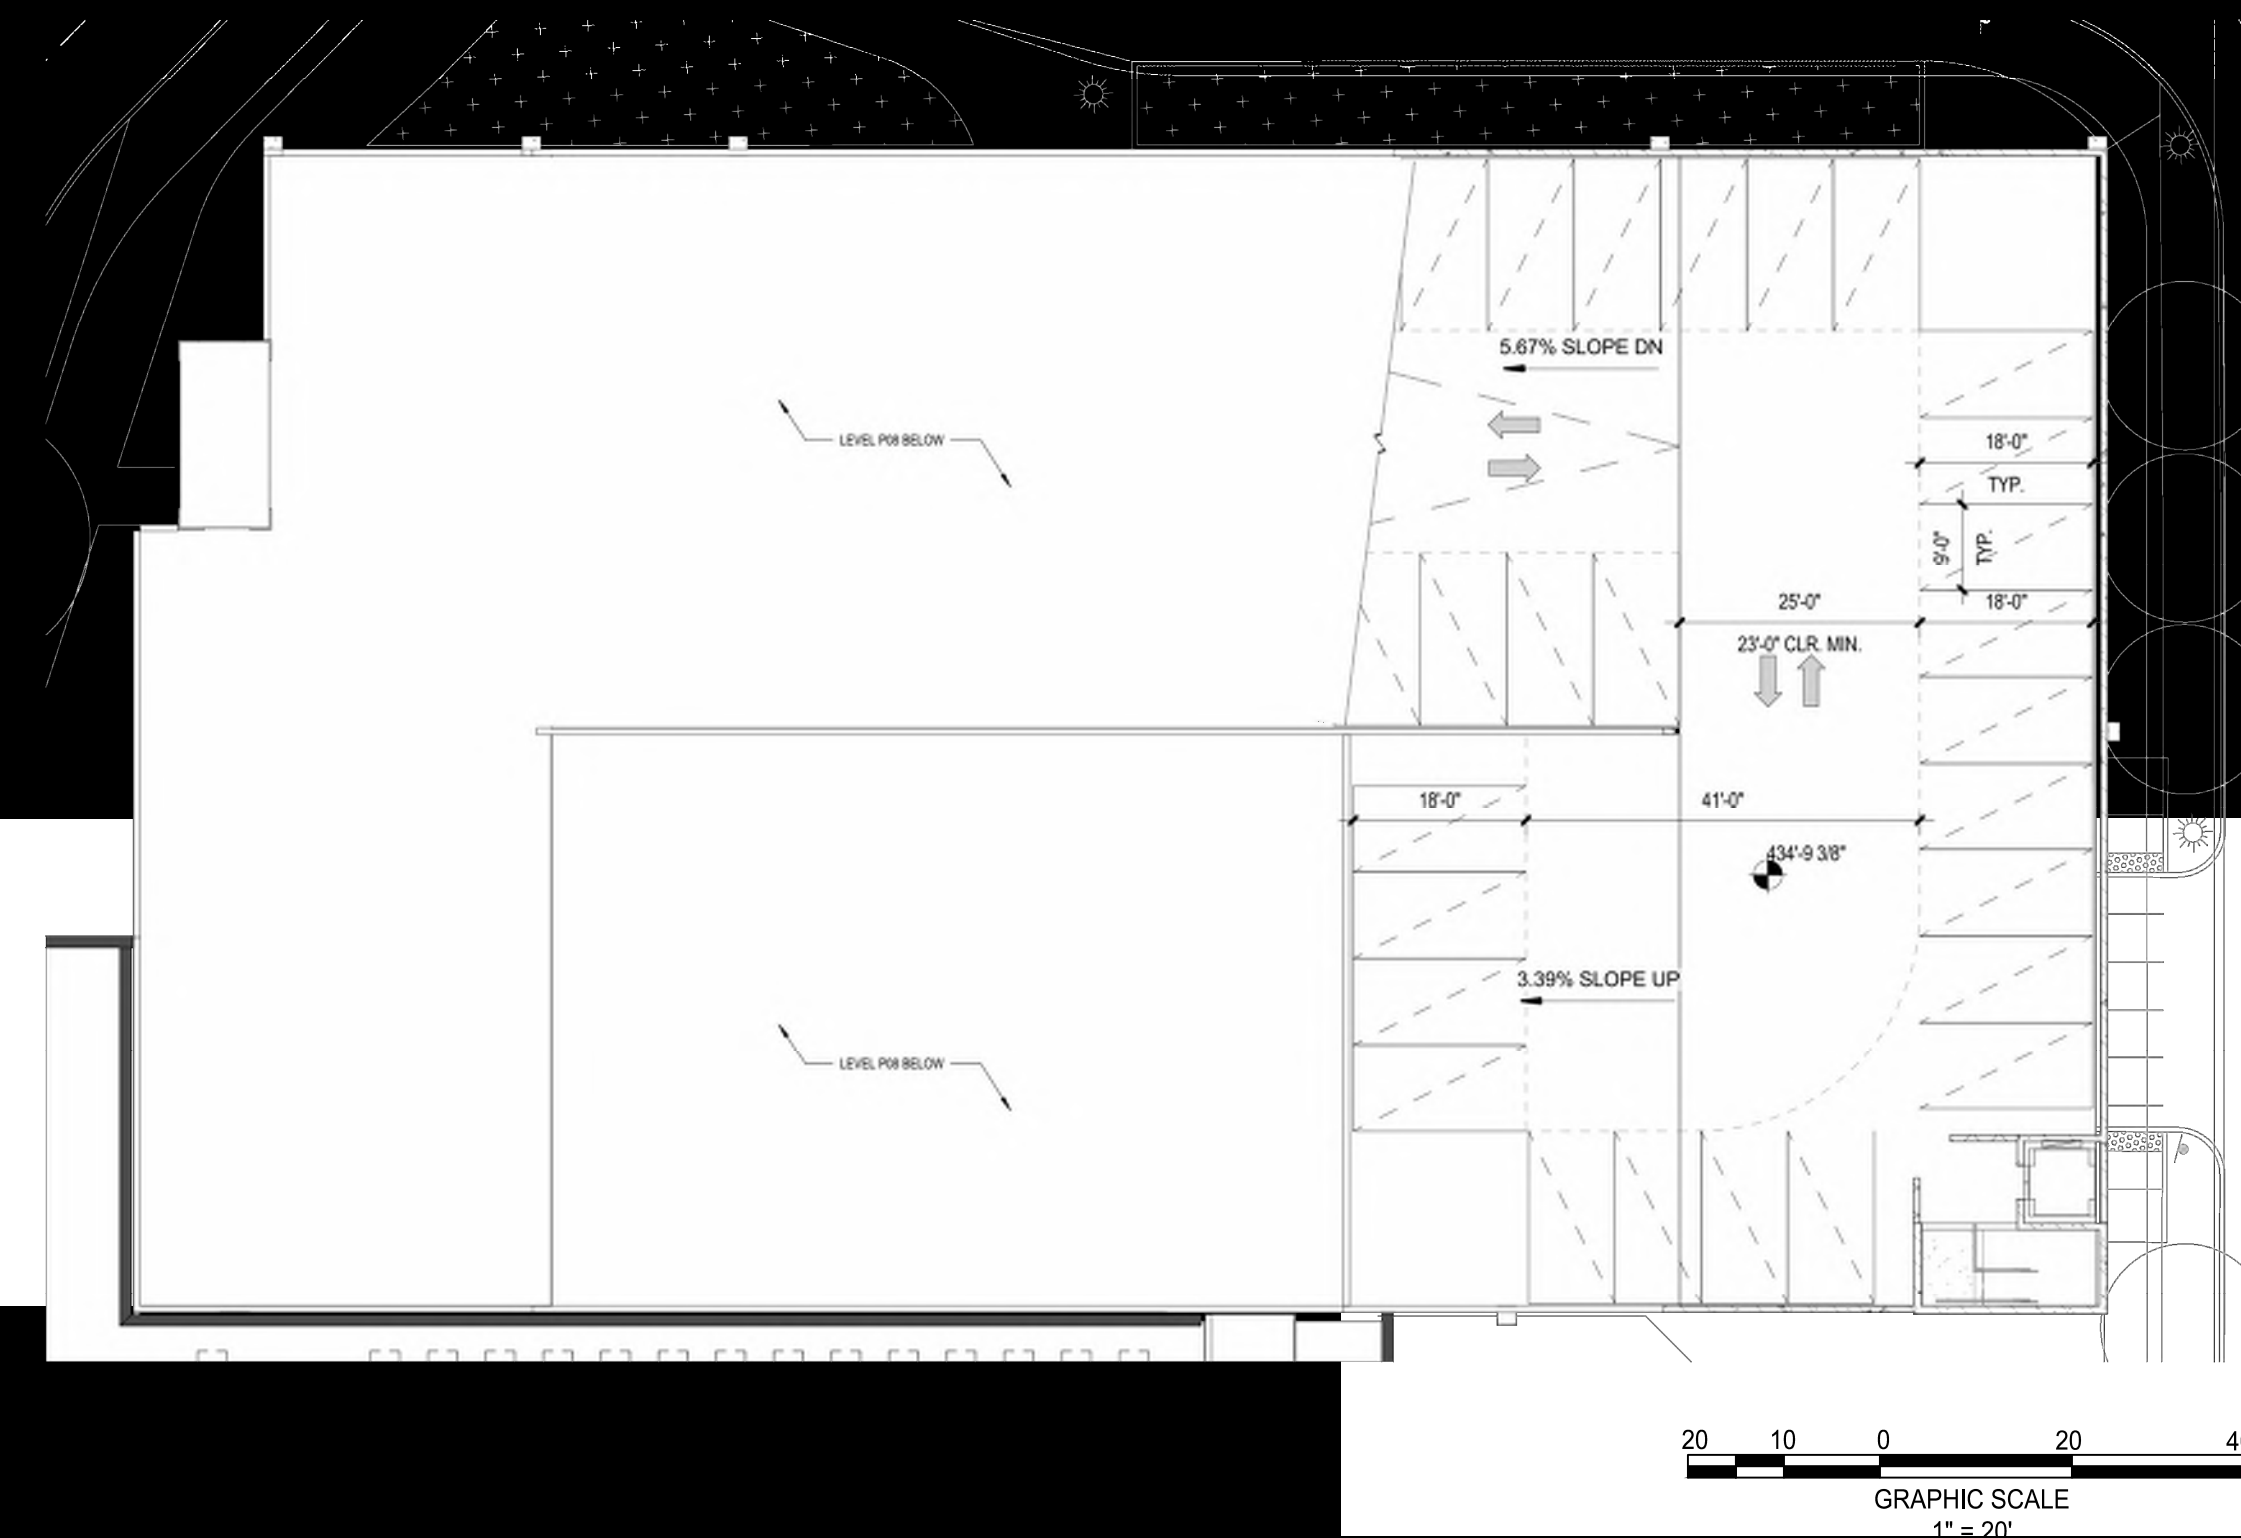 5.67% SLOPE DN
LEVEL P08 BELOW
18'-0"
TYP.
9'-0"
TYP.
25'-0"
18'-0"
23'-0" CLR. MIN.
18'-0"
41'-0"
434'-9 3/8"
3.39% SLOPE UP
LEVEL P08 BELOW
20 10 0 20
GRAPHIC SCALE
1" = 20'